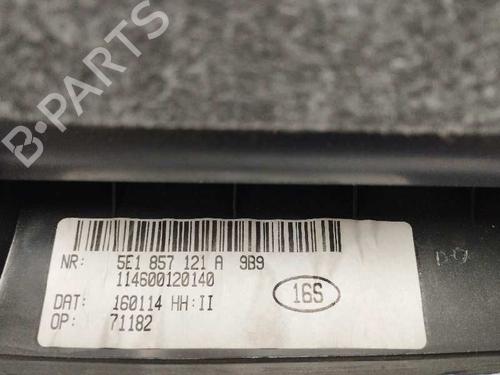 B-PARTS
NR: 5E1 857 121 A 9B9
114600120140
DAT: 160114 HH:II
OP: 71182
16S